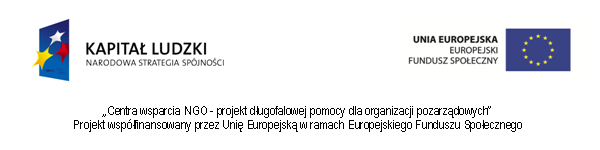 KAPITAŁ LUDZKI
NARODOWA STRATEGIA SPÓJNOŚCI
UNIA EUROPEJSKA
EUROPEJSKI
FUNDUSZ SPOŁECZNY
„Centra wsparcia NGO - projekt długofalowej pomocy dla organizacji pozarządowych”
Projekt współfinansowany przez Unię Europejską w ramach Europejskiego Funduszu Społecznego